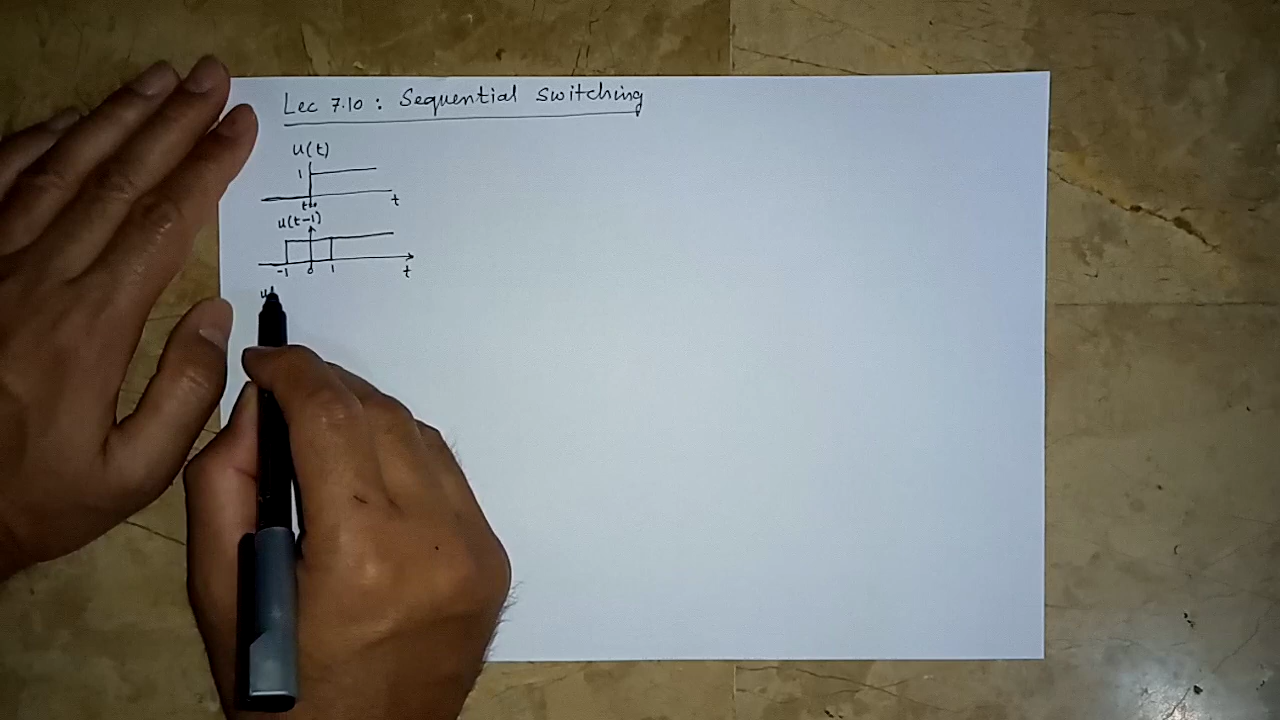 Lec 7.10 : Sequential Switching
u(t)
1
t
u(t-1)
-1 0 1 t
u